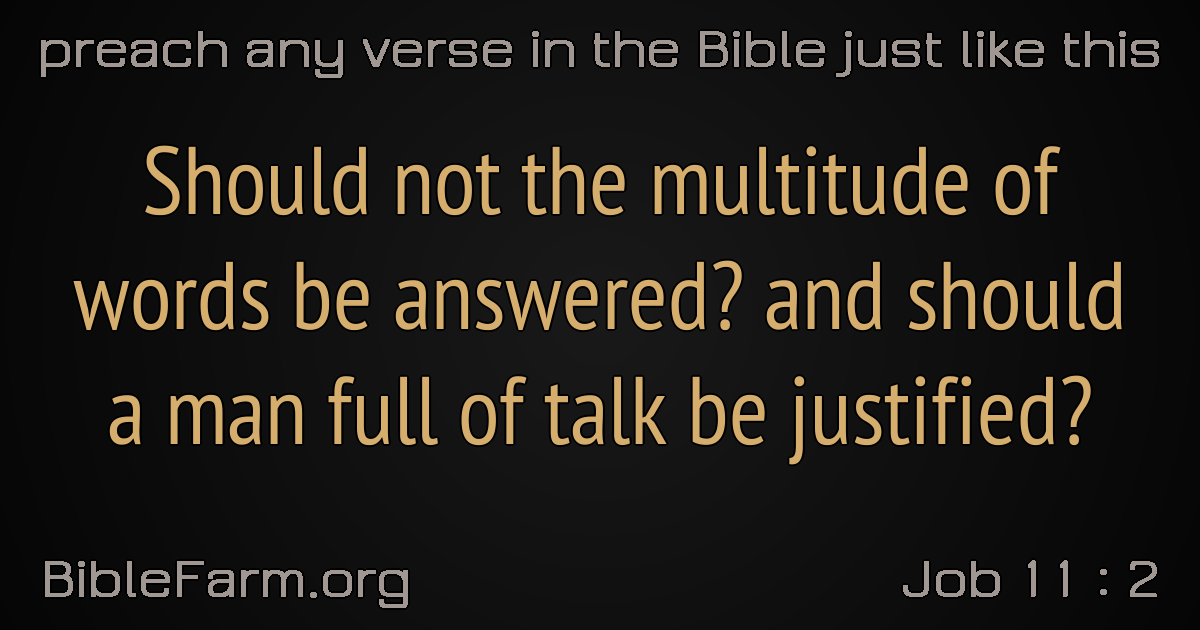 preach any verse in the Bible just like this
Should not the multitude of
words be answered? and should
a man full of talk be justified?
BibleFarm.org
Job 11 : 2